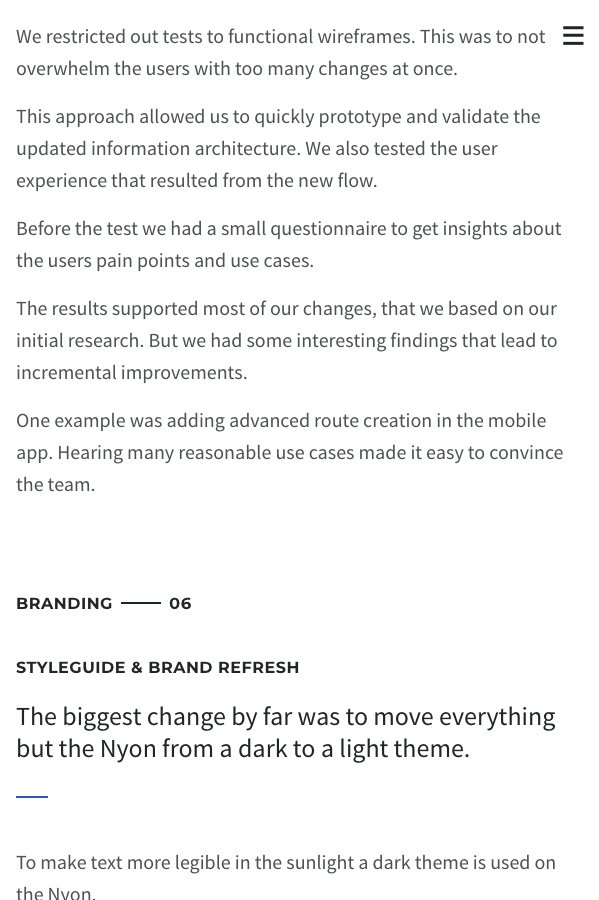 We restricted out tests to functional wireframes. This was to not
overwhelm the users with too many changes at once.
This approach allowed us to quickly prototype and validate the
updated information architecture. We also tested the user
experience that resulted from the new flow.
Before the test we had a small questionnaire to get insights about
the users pain points and use cases.
The results supported most of our changes, that we based on our
initial research. But we had some interesting findings that lead to
incremental improvements.
One example was adding advanced route creation in the mobile
app. Hearing many reasonable use cases made it easy to convince
the team.
BRANDING 06
STYLEGUIDE & BRAND REFRESH
The biggest change by far was to move everything
but the Nyon from a dark to a light theme.
To make text more legible in the sunlight a dark theme is used on
the Nyon.